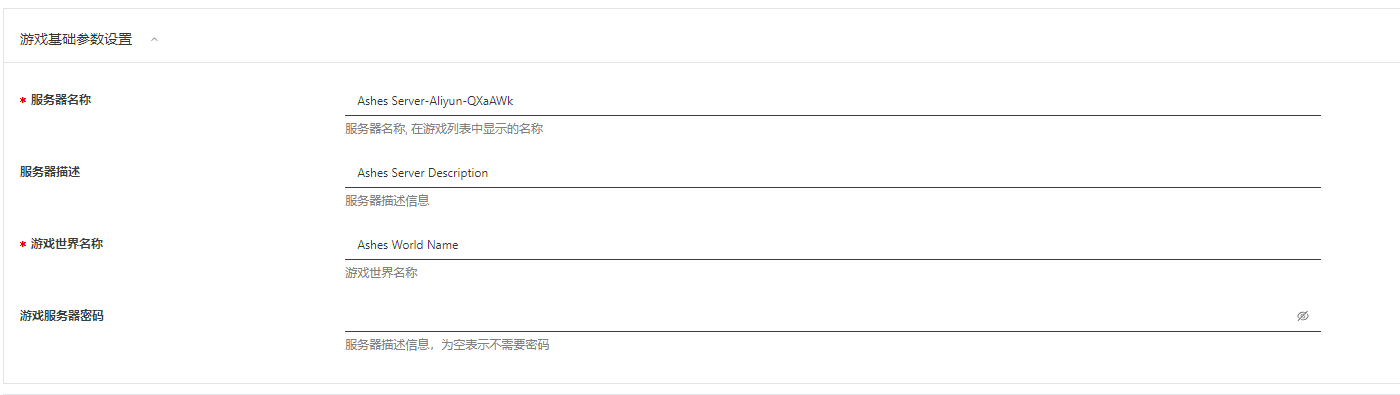 游戏基础参数设置
* 服务器名称
Ashes Server-Aliyun-QXaAWk
服务器名称, 在游戏列表中显示的名称
服务器描述
Ashes Server Description
服务器描述信息
* 游戏世界名称
Ashes World Name
游戏世界名称
游戏服务器密码
服务器描述信息，为空表示不需要密码